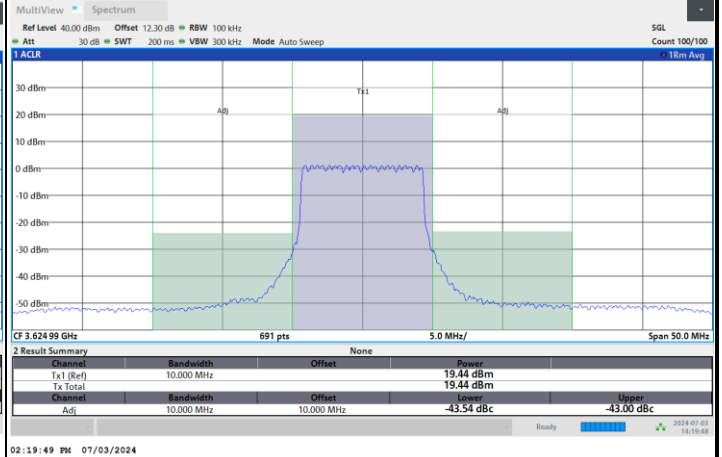 MultiView Spectrum
Ref Level 40.00 dBm Offset 12.30 dB RBW 100 kHz SGL
Att 30 dB SWT 200 ms VBW 300 kHz Mode Auto Sweep Count 100/100
1 ACLR 1Rm Avg
30 dBm
Tx1
Adj Adj
20 dBm
10 dBm
0 dBm
-10 dBm
-20 dBm
-30 dBm
-40 dBm
-50 dBm
CF 3.624 99 GHz 691 pts 5.0 MHz/ Span 50.0 MHz
2 Result Summary None
Channel Bandwidth Offset Power
Tx1 (Ref) 10.000 MHz 19.44 dBm
Tx Total 19.44 dBm
Channel Bandwidth Offset Lower Upper
Adj 10.000 MHz 10.000 MHz -43.54 dBc -43.00 dBc
Ready 2024-07-03
14:19:48
02:19:49 PM 07/03/2024